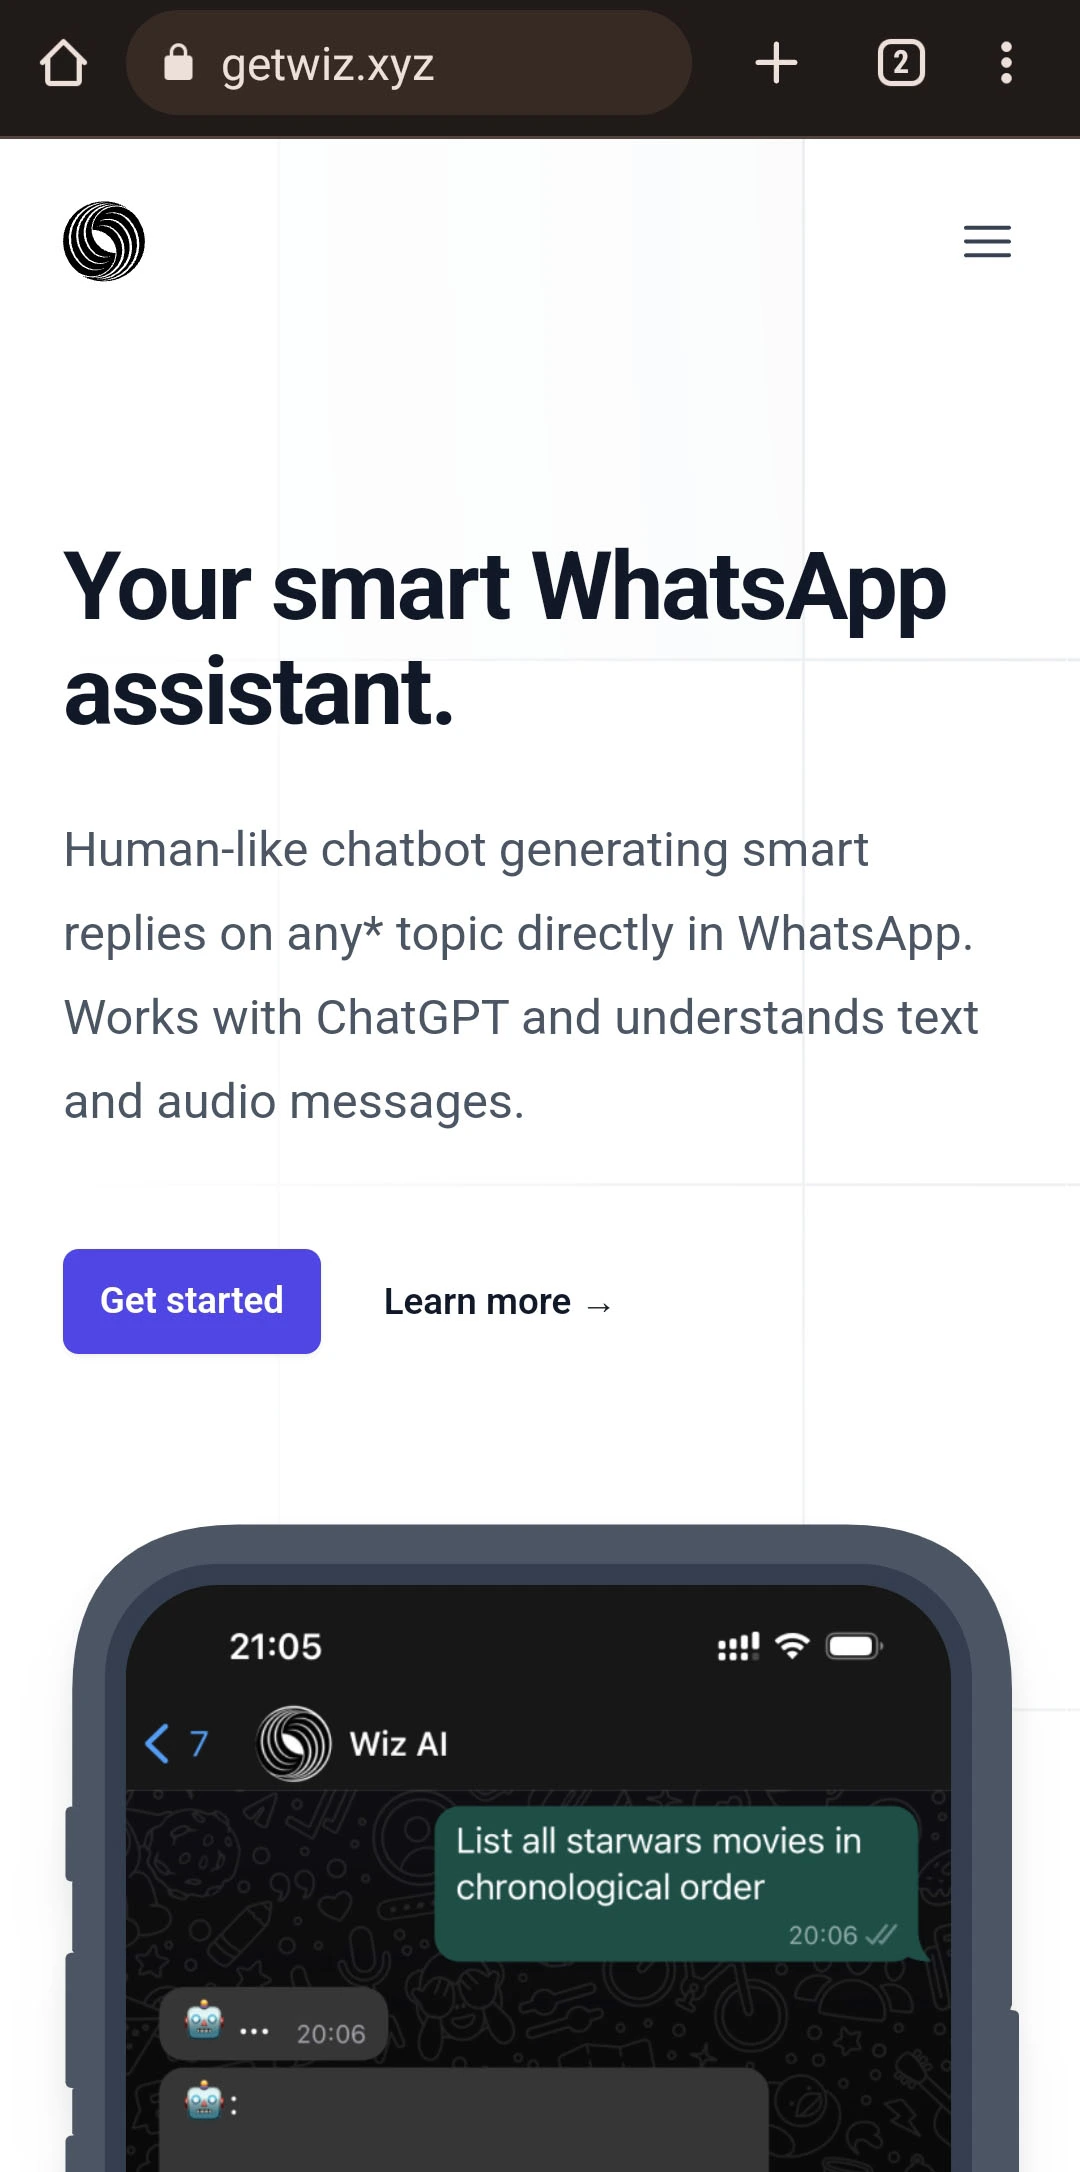 getwiz.xyz
2
Your smart WhatsApp
assistant.
Human-like chatbot generating smart
replies on any* topic directly in WhatsApp.
Works with ChatGPT and understands text
and audio messages.
Get started
Learn more →
21:05
7
Wiz AI
List all starwars movies in
chronological order
20:06
🤖 ... 20:06
🤖: